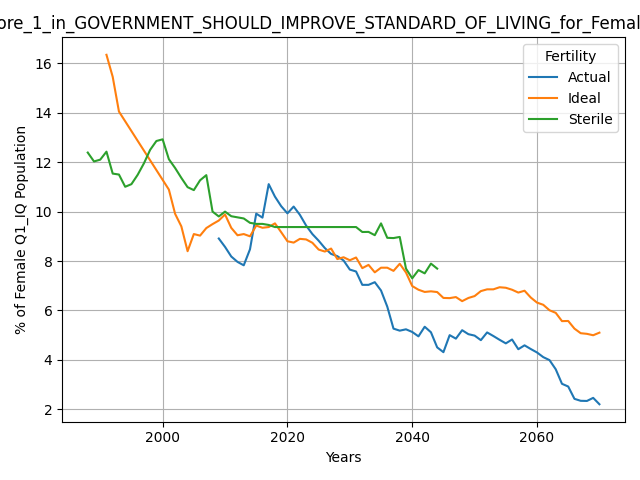 ore_1_in_GOVERNMENT_SHOULD_IMPROVE_STANDARD_OF_LIVING_for_Femal
Fertility
Actual
Ideal
Sterile
% of Female Q1_IQ Population
16
14
12
10
8
6
4
2
2000 2020 2040 2060
Years